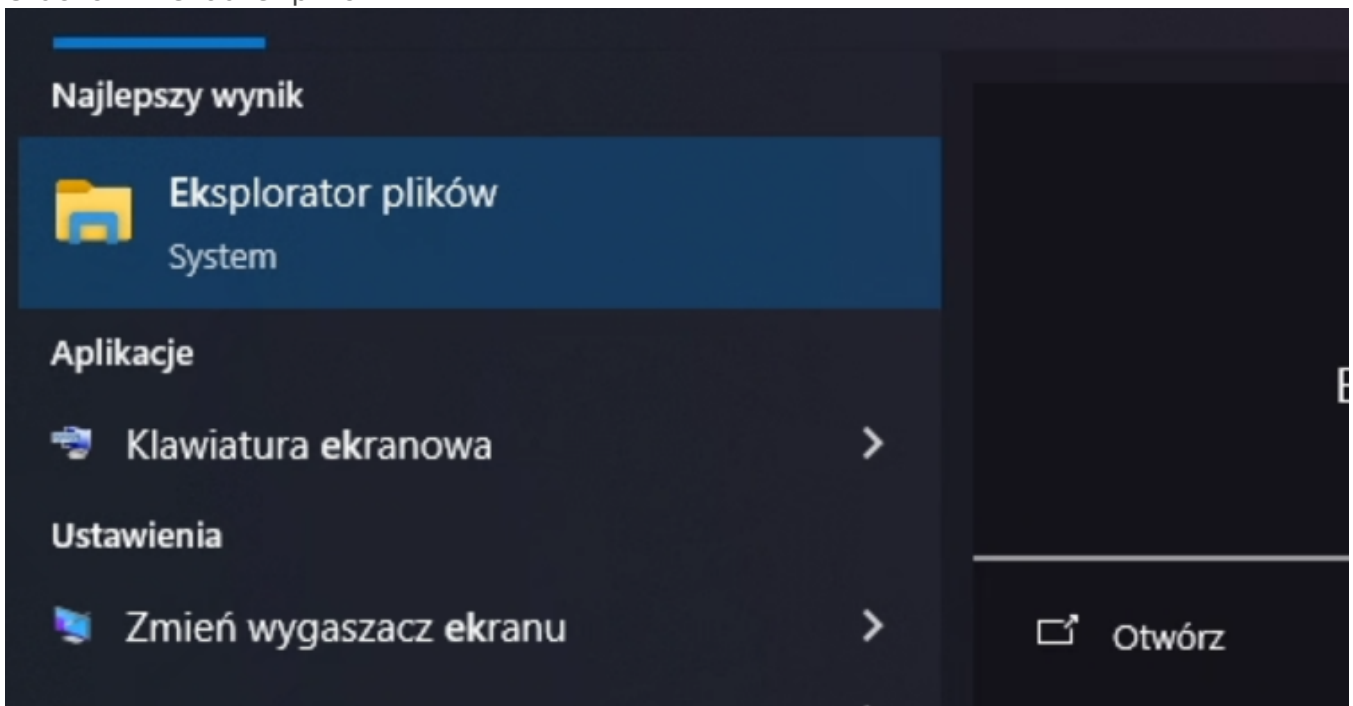 Najlepszy wynik
Eksplorator plików
System
Aplikacje
Klawiatura ekranowa
Ustawienia
Zmień wygaszacz ekranu
Otwórz